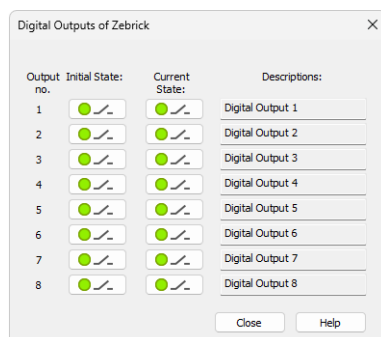 Digital Outputs of Zebrick
Output no. Initial State: Current State: Descriptions:
1 Digital Output 1
2 Digital Output 2
3 Digital Output 3
4 Digital Output 4
5 Digital Output 5
6 Digital Output 6
7 Digital Output 7
8 Digital Output 8
Close Help